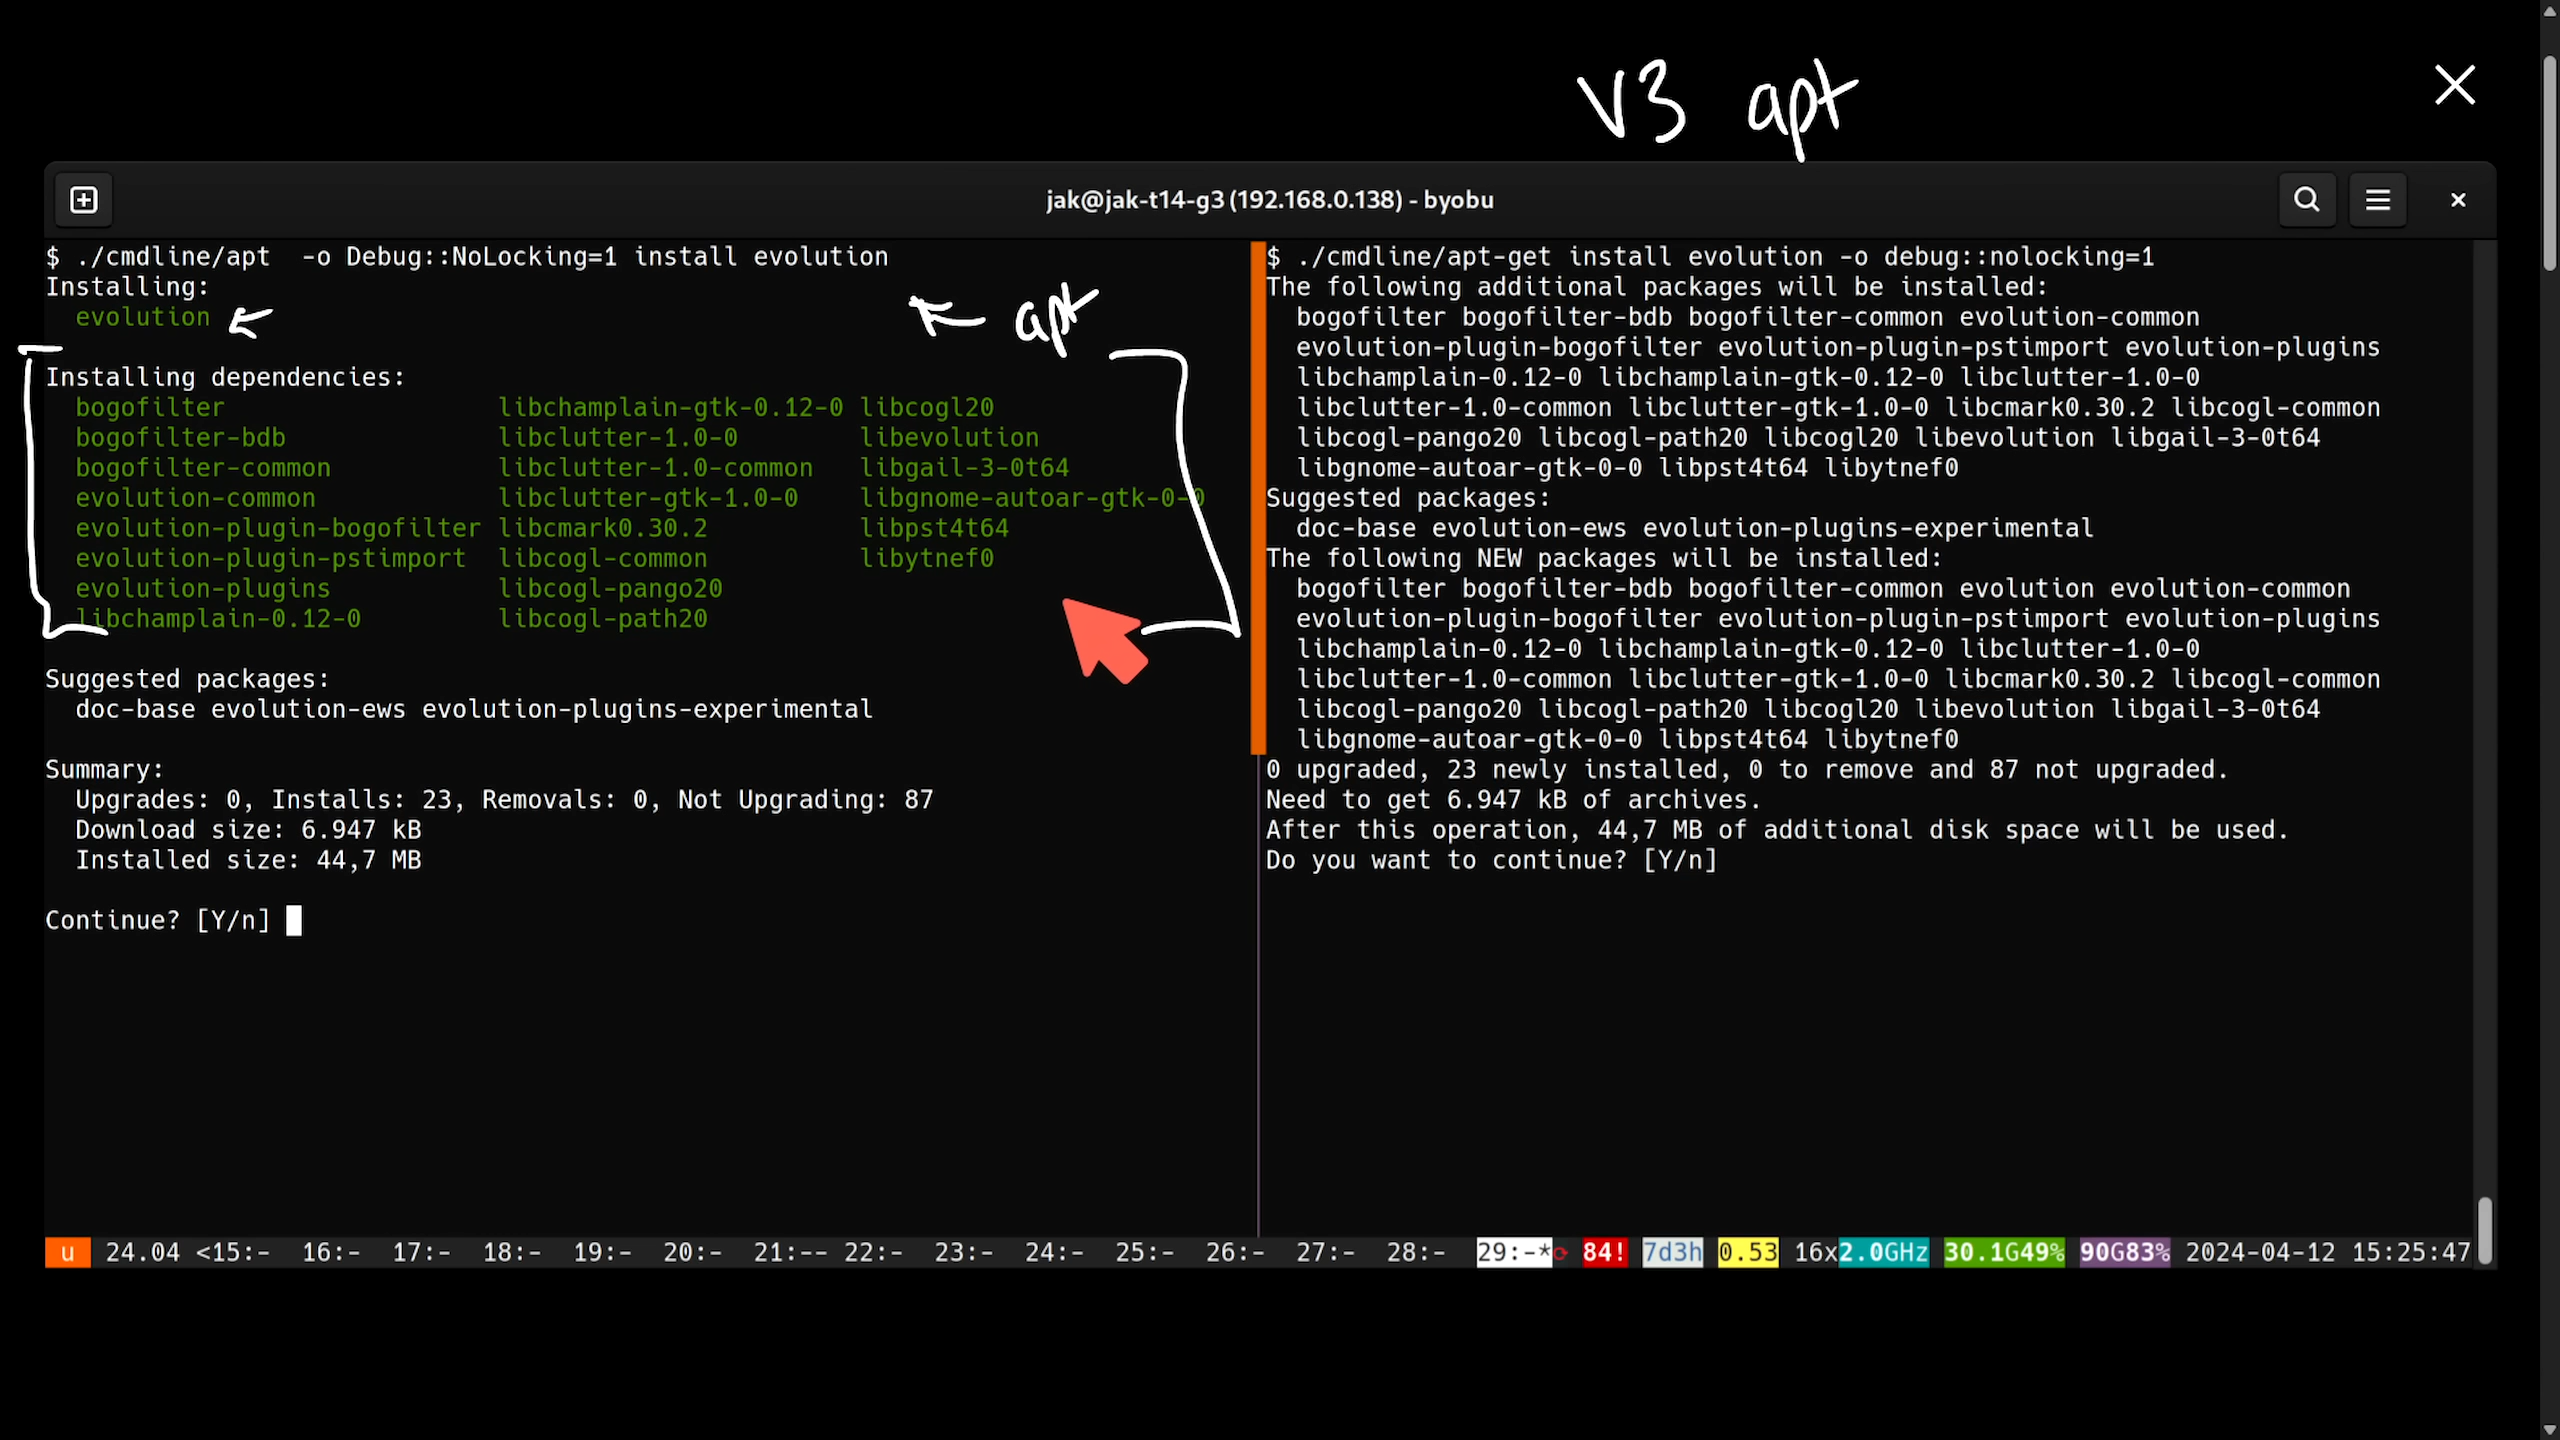 v3 apt
jak@jak-t14-g3 (192.168.0.138) - byobu
$ ./cmdline/apt  -o Debug::NoLocking=1 install evolution
Installing:
evolution
← apt
Installing dependencies:
bogofilter libchamplain-gtk-0.12-0 libcogl20
bogofilter-bdb libclutter-1.0-0 libevolution
bogofilter-common libclutter-1.0-common libgail-3-0t64
evolution-common libclutter-gtk-1.0-0 libgnome-autoar-gtk-0-0
evolution-plugin-bogofilter libcmark0.30.2 libpst4t64
evolution-plugin-pstimport libcogl-common libytnef0
evolution-plugins libcogl-pango20
libchamplain-0.12-0 libcogl-path20
Suggested packages:
doc-base evolution-ews evolution-plugins-experimental
Summary:
Upgrades: 0, Installs: 23, Removals: 0, Not Upgrading: 87
Download size: 6.947 kB
Installed size: 44,7 MB
Continue? [Y/n]
$ ./cmdline/apt-get install evolution -o debug::nolocking=1
The following additional packages will be installed:
bogofilter bogofilter-bdb bogofilter-common evolution-common
evolution-plugin-bogofilter evolution-plugin-pstimport evolution-plugins
libchamplain-0.12-0 libchamplain-gtk-0.12-0 libclutter-1.0-0
libclutter-1.0-common libclutter-gtk-1.0-0 libcmark0.30.2 libcogl-common
libcogl-pango20 libcogl-path20 libcogl20 libevolution libgail-3-0t64
libgnome-autoar-gtk-0-0 libpst4t64 libytnef0
Suggested packages:
doc-base evolution-ews evolution-plugins-experimental
The following NEW packages will be installed:
bogofilter bogofilter-bdb bogofilter-common evolution evolution-common
evolution-plugin-bogofilter evolution-plugin-pstimport evolution-plugins
libchamplain-0.12-0 libchamplain-gtk-0.12-0 libclutter-1.0-0
libclutter-1.0-common libclutter-gtk-1.0-0 libcmark0.30.2 libcogl-common
libcogl-pango20 libcogl-path20 libcogl20 libevolution libgail-3-0t64
libgnome-autoar-gtk-0-0 libpst4t64 libytnef0
0 upgraded, 23 newly installed, 0 to remove and 87 not upgraded.
Need to get 6.947 kB of archives.
After this operation, 44,7 MB of additional disk space will be used.
Do you want to continue? [Y/n]
u 24.04 <15:- 16:- 17:- 18:- 19:- 20:- 21:-- 22:- 23:- 24:- 25:- 26:- 27:- 28:- 29:-* 84! 7d3h 0.53 16x2.0GHz 30.1G49% 90G83% 2024-04-12 15:25:47